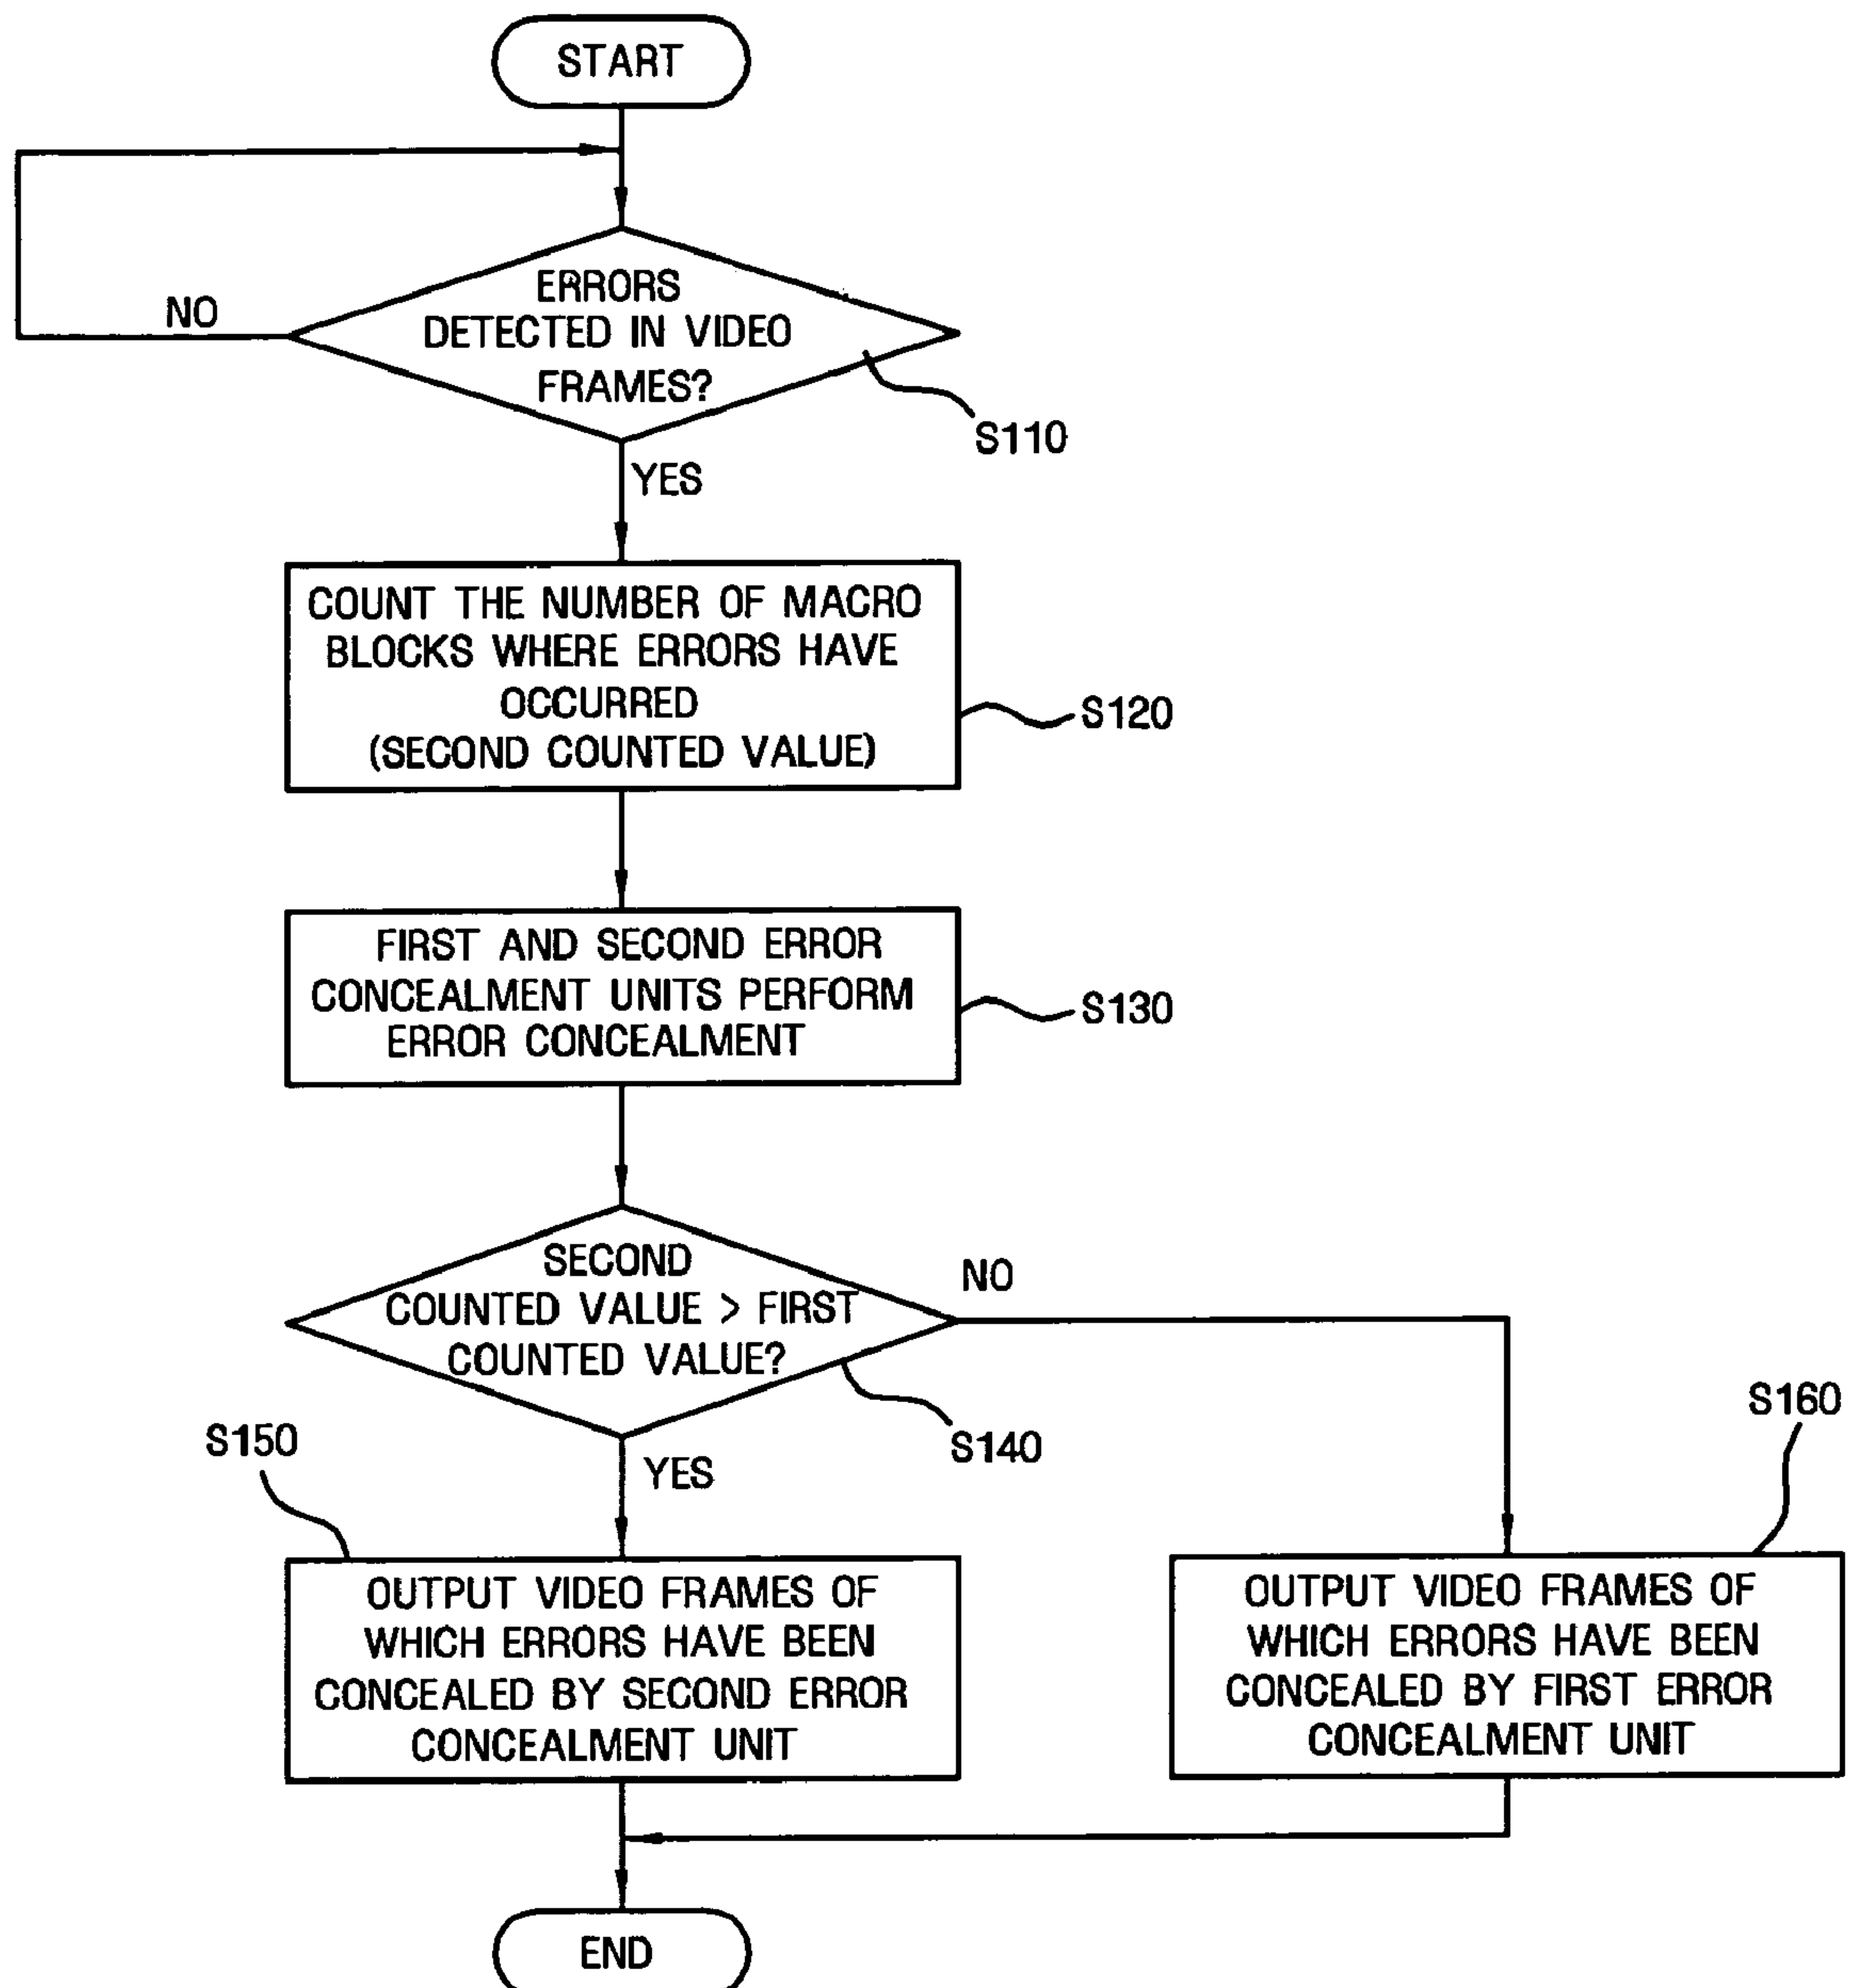 START
ERRORS
DETECTED IN VIDEO
FRAMES?
NO
S110
YES
COUNT THE NUMBER OF MACRO
BLOCKS WHERE ERRORS HAVE
OCCURRED
(SECOND COUNTED VALUE)
S120
FIRST AND SECOND ERROR
CONCEALMENT UNITS PERFORM
ERROR CONCEALMENT
S130
SECOND
COUNTED VALUE > FIRST
COUNTED VALUE?
NO
S140
YES
S150
S160
OUTPUT VIDEO FRAMES OF
WHICH ERRORS HAVE BEEN
CONCEALED BY SECOND ERROR
CONCEALMENT UNIT
OUTPUT VIDEO FRAMES OF
WHICH ERRORS HAVE BEEN
CONCEALED BY FIRST ERROR
CONCEALMENT UNIT
END